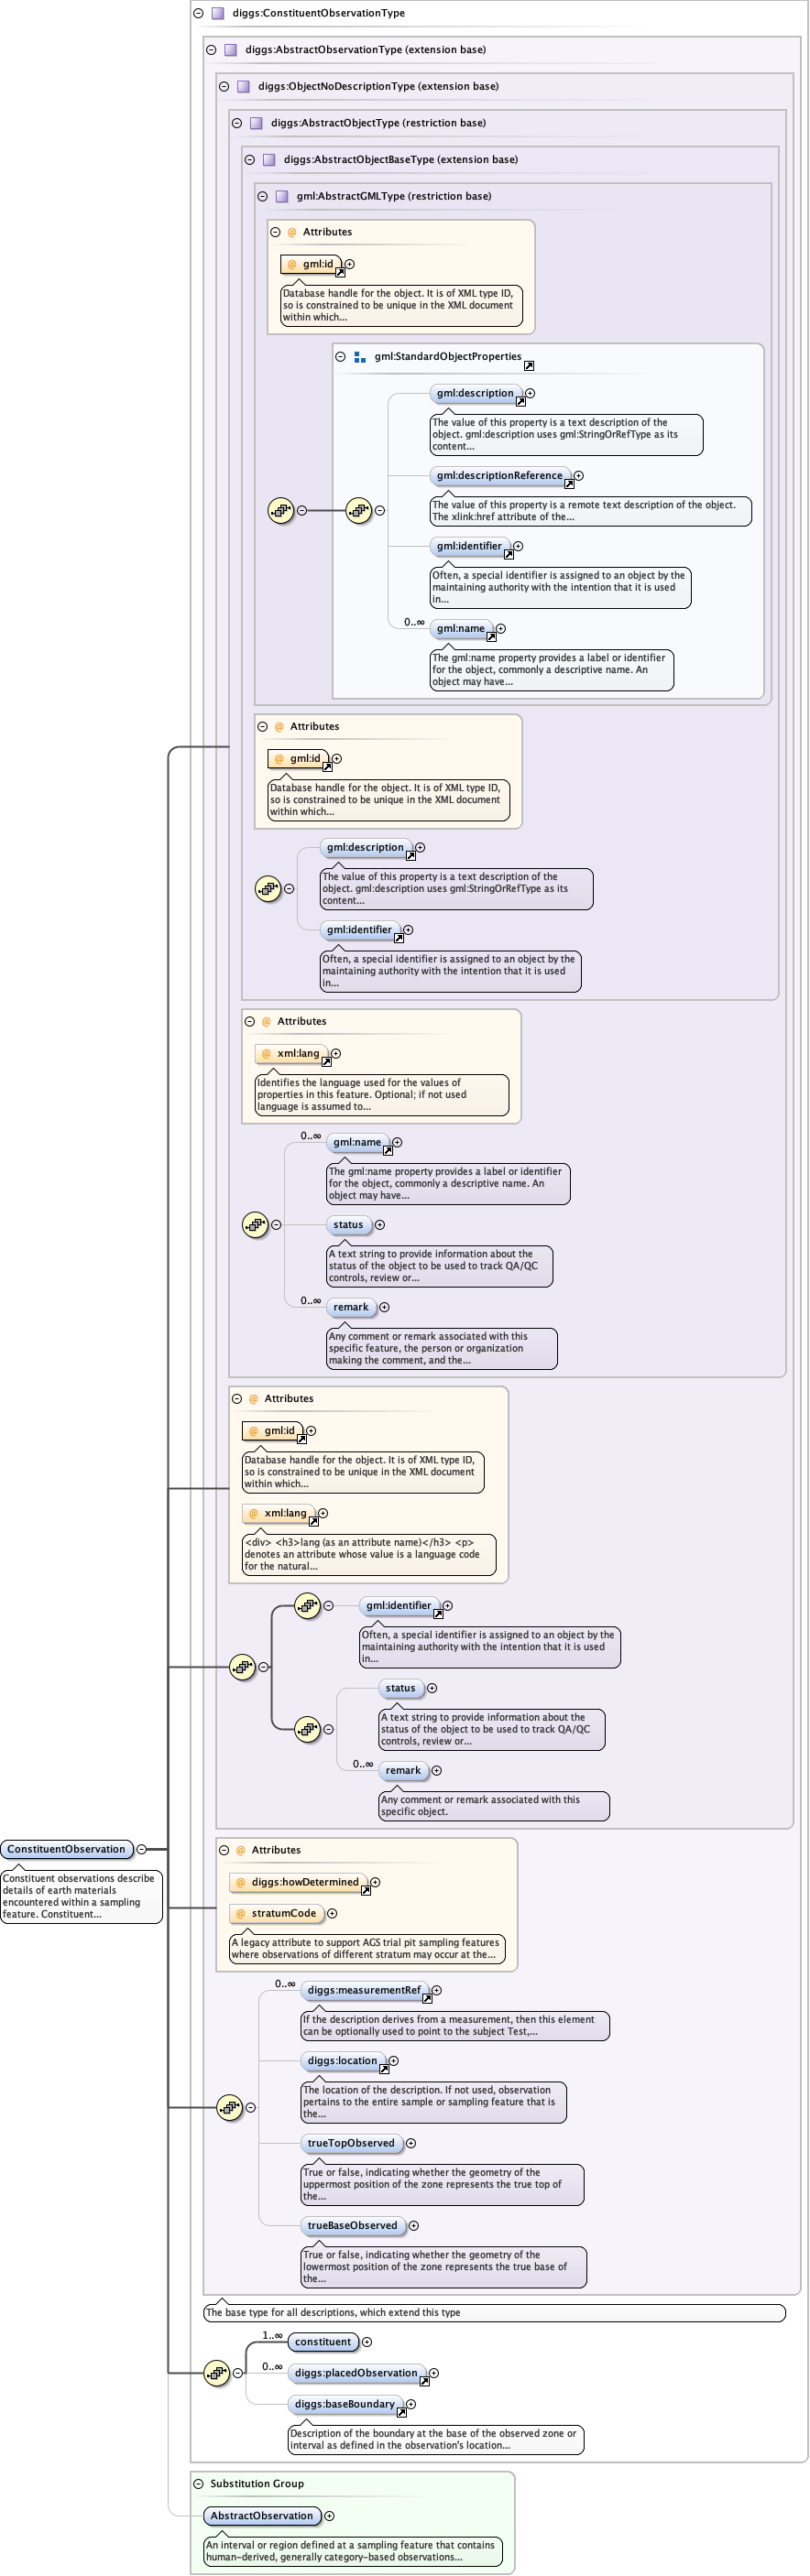 diggs:ConstituentObservationType
diggs:AbstractObservationType (extension base)
diggs:ObjectNoDescriptionType (extension base)
diggs:AbstractObjectType (restriction base)
diggs:AbstractObjectBaseType (extension base)
gml:AbstractGMLType (restriction base)
@ Attributes
@ gml:id
Database handle for the object. It is of XML type ID,
so is constrained to be unique in the XML document
within which...
gml:StandardObjectProperties
gml:description
The value of this property is a text description of the
object. gml:description uses gml:StringOrRefType as its
content...
gml:descriptionReference
The value of this property is a remote text description of the object.
The xlink:href attribute of the...
gml:identifier
Often, a special identifier is assigned to an object by the
maintaining authority with the intention that it is used
in...
0..∞
gml:name
The gml:name property provides a label or identifier
for the object, commonly a descriptive name. An
object may have...
@ Attributes
@ gml:id
Database handle for the object. It is of XML type ID,
so is constrained to be unique in the XML document
within which...
gml:description
The value of this property is a text description of the
object. gml:description uses gml:StringOrRefType as its
content...
gml:identifier
Often, a special identifier is assigned to an object by the
maintaining authority with the intention that it is used
in...
@ Attributes
@ xml:lang
Identifies the language used for the values of
properties in this feature. Optional; if not used
language is assumed to...
0..∞
gml:name
The gml:name property provides a label or identifier
for the object, commonly a descriptive name. An
object may have...
status
A text string to provide information about the
status of the object to be used to track QA/QC
controls, review or...
0..∞
remark
Any comment or remark associated with this
specific feature, the person or organization
making the comment, and the...
@ Attributes
@ gml:id
Database handle for the object. It is of XML type ID,
so is constrained to be unique in the XML document
within which...
@ xml:lang
<div> <h3>lang (as an attribute name)</h3> <p>
denotes an attribute whose value is a language code
for the natural...
gml:identifier
Often, a special identifier is assigned to an object by the
maintaining authority with the intention that it is used
in...
status
A text string to provide information about the
status of the object to be used to track QA/QC
controls, review or...
0..∞
remark
Any comment or remark associated with this
specific object.
ConstituentObservation
Constituent observations describe
details of earth materials
encountered within a sampling
feature. Constituent...
@ Attributes
@ diggs:howDetermined
@ stratumCode
A legacy attribute to support AGS trial pit sampling features
where observations of different stratum may occur at the...
0..∞
diggs:measurementRef
If the description derives from a measurement, then this element
can be optionally used to point to the subject Test,...
diggs:location
The location of the description. If not used, observation
pertains to the entire sample or sampling feature that is
the...
trueTopObserved
True or false, indicating whether the geometry of the
uppermost position of the zone represents the true top of
the...
trueBaseObserved
True or false, indicating whether the geometry of the
lowermost position of the zone represents the true base of
the...
The base type for all descriptions, which extend this type
1..∞
constituent
0..∞
diggs:placedObservation
diggs:baseBoundary
Description of the boundary at the base of the observed zone or
interval as defined in the observation's location...
Substitution Group
AbstractObservation
An interval or region defined at a sampling feature that contains
human-derived, generally category-based observations...